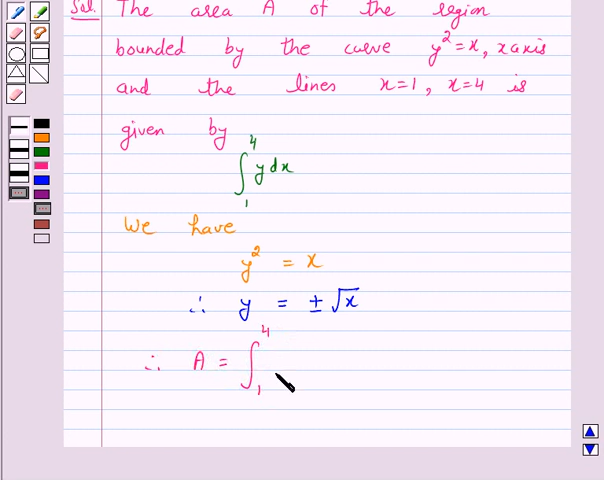 Sol. The area A of the region
bounded by the curve y² = x, x axis
and the lines x=1, x=4 is
given by
∫₁⁴ y dx
We have
y² = x
∴ y = ± √x
∴ A = ∫₁⁴